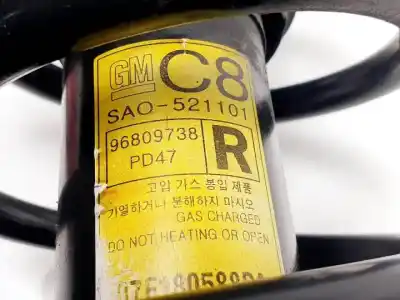 GM C8
SAO-521101
96809738
PD47
R
고압 가스 봉입 제품
가열하거나 분해하지 마시오
GAS CHARGED
DO NOT HEATING OR OPEN